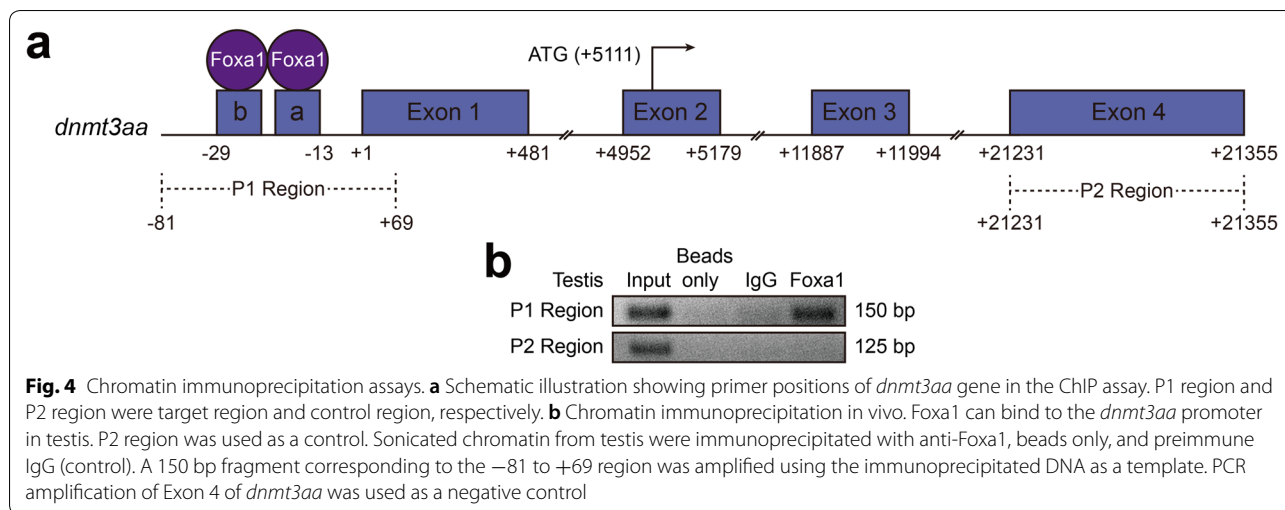 a
Foxa1 Foxa1
ATG (+5111)
dnmt3aa b a Exon 1 Exon 2 Exon 3 Exon 4
-29 -13 +1 +481 +4952 +5179 +11887 +11994 +21231 +21355
P1 Region P2 Region
-81 +69 +21231 +21355
b
Beads
Testis Input only IgG Foxa1
P1 Region 150 bp
P2 Region 125 bp
Fig. 4 Chromatin immunoprecipitation assays. a Schematic illustration showing primer positions of dnmt3aa gene in the ChIP assay. P1 region and
P2 region were target region and control region, respectively. b Chromatin immunoprecipitation in vivo. Foxa1 can bind to the dnmt3aa promoter
in testis. P2 region was used as a control. Sonicated chromatin from testis were immunoprecipitated with anti-Foxa1, beads only, and preimmune
IgG (control). A 150 bp fragment corresponding to the −81 to +69 region was amplified using the immunoprecipitated DNA as a template. PCR
amplification of Exon 4 of dnmt3aa was used as a negative control